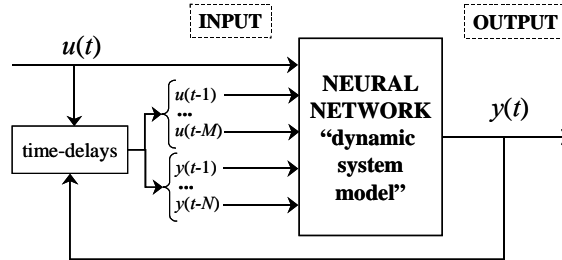 INPUT
OUTPUT
u(t)
NEURAL
NETWORK
“dynamic
system
model”
y(t)
time-delays
u(t-1)
...
u(t-M)
y(t-1)
...
y(t-N)